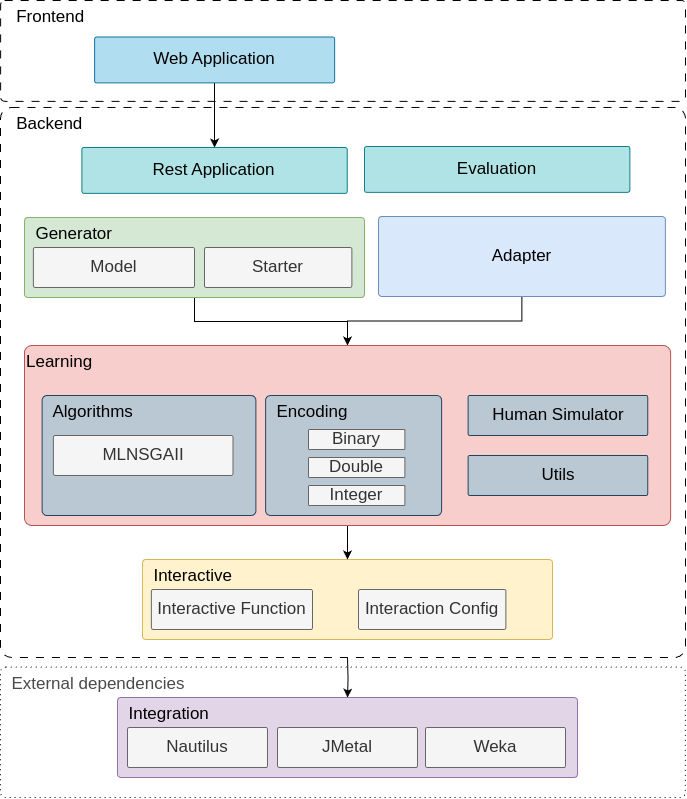 Frontend
Web Application
Backend
Rest Application
Evaluation
Generator
Model
Starter
Adapter
Learning
Algorithms
MLNSGAII
Encoding
Binary
Double
Integer
Human Simulator
Utils
Interactive
Interactive Function
Interaction Config
External dependencies
Integration
Nautilus
JMetal
Weka